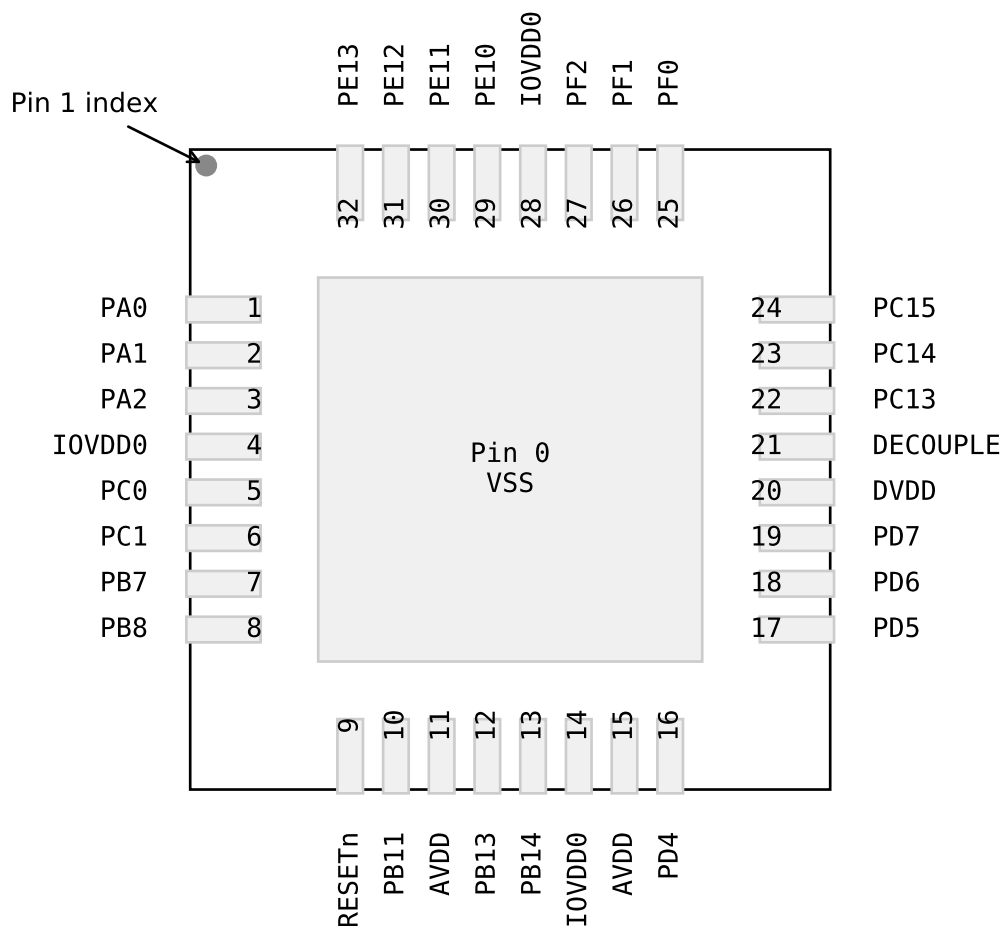 PE13
PE12
PE11
PE10
IOVDD0
PF2
PF1
PF0
Pin 1 index
32
31
30
29
28
27
26
25
PA0 1
PA1 2
PA2 3
IOVDD0 4
PC0 5
PC1 6
PB7 7
PB8 8
Pin 0
VSS
24 PC15
23 PC14
22 PC13
21 DECOUPLE
20 DVDD
19 PD7
18 PD6
17 PD5
9
10
11
12
13
14
15
16
RESETn
PB11
AVDD
PB13
PB14
IOVDD0
AVDD
PD4